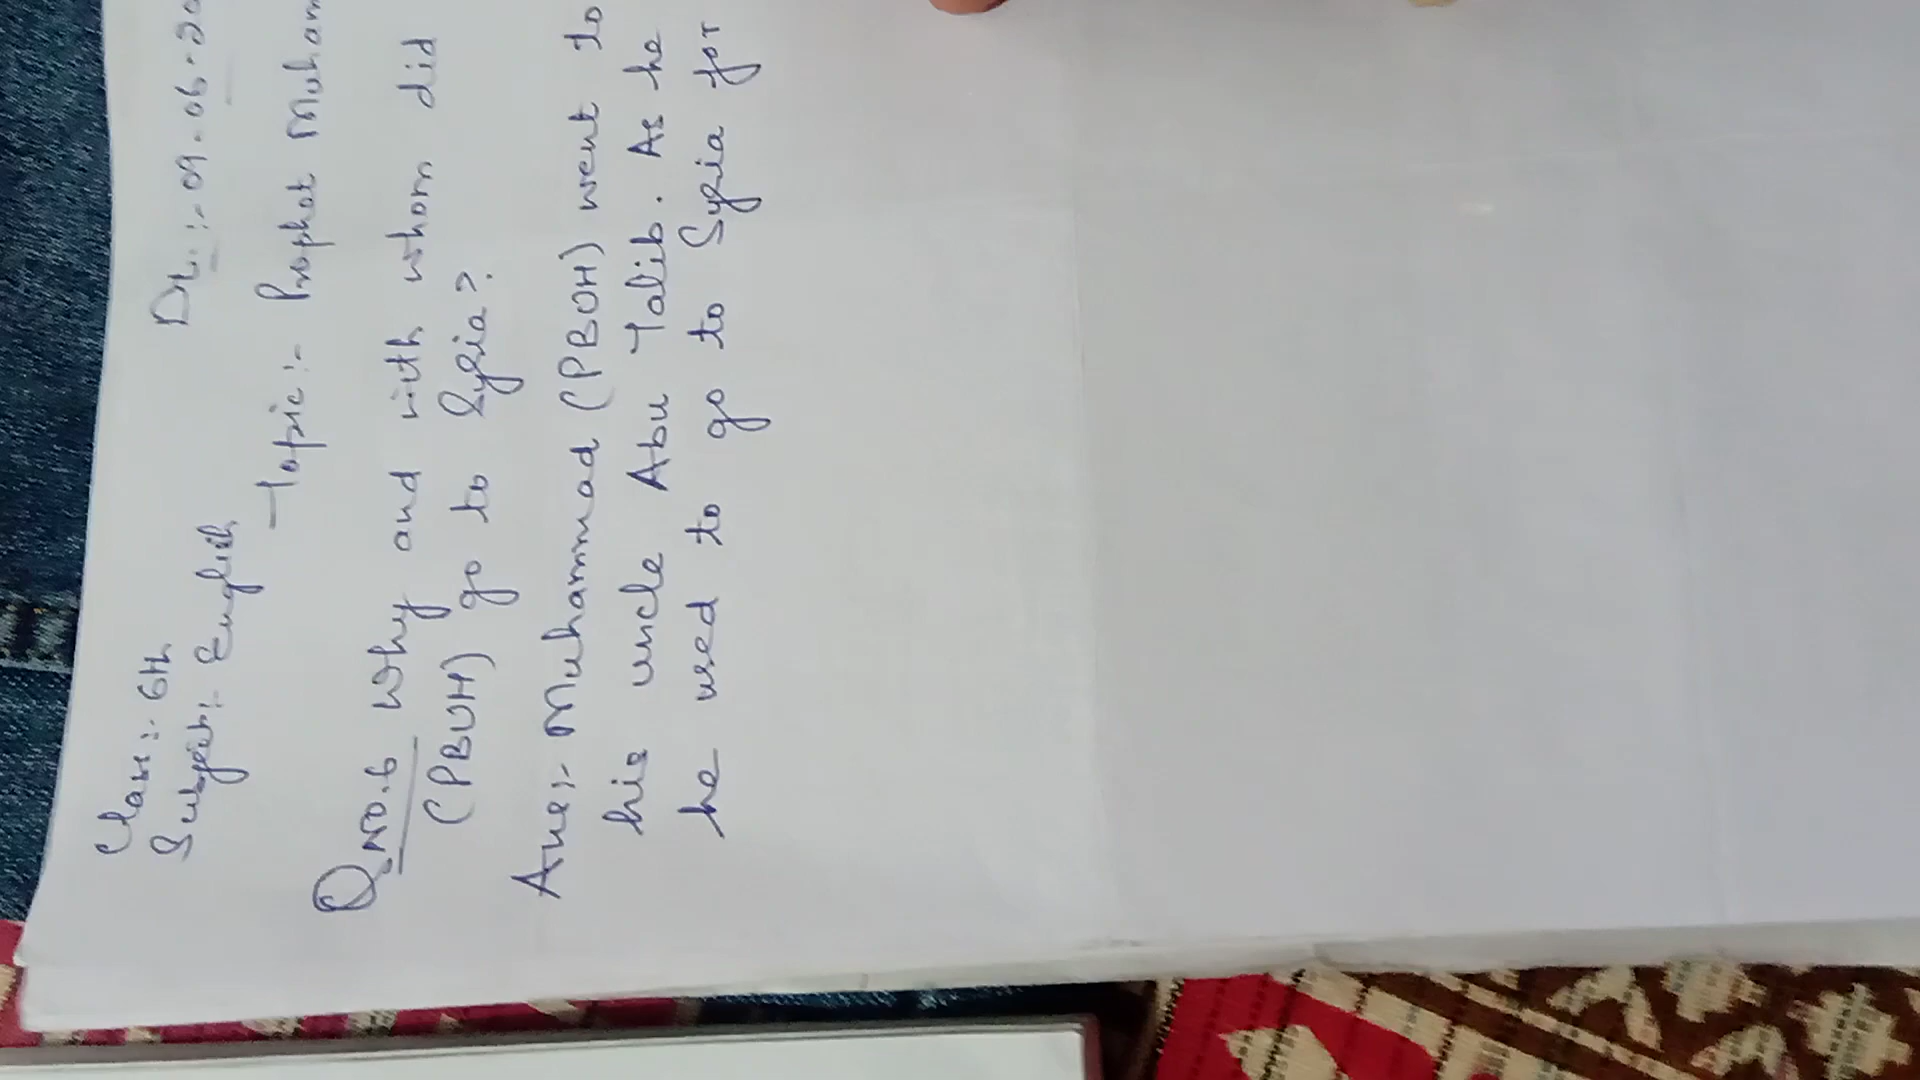 Class:- 6th
Subject:- English Dt.:- 09-06-20
Topic:- Prophet Muham
Q.No.6 Why and with whom did
(PBUH) go to Syria?
Ans:- Muhammad (PBUH) went to
his uncle Abu Talib. As he
he used to go to Syria for